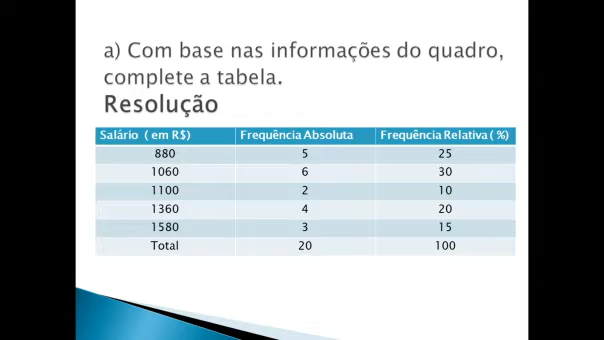 a) Com base nas informações do quadro,
complete a tabela.
Resolução
Salário ( em R$) Frequência Absoluta Frequência Relativa ( %)
880 5 25
1060 6 30
1100 2 10
1360 4 20
1580 3 15
Total 20 100